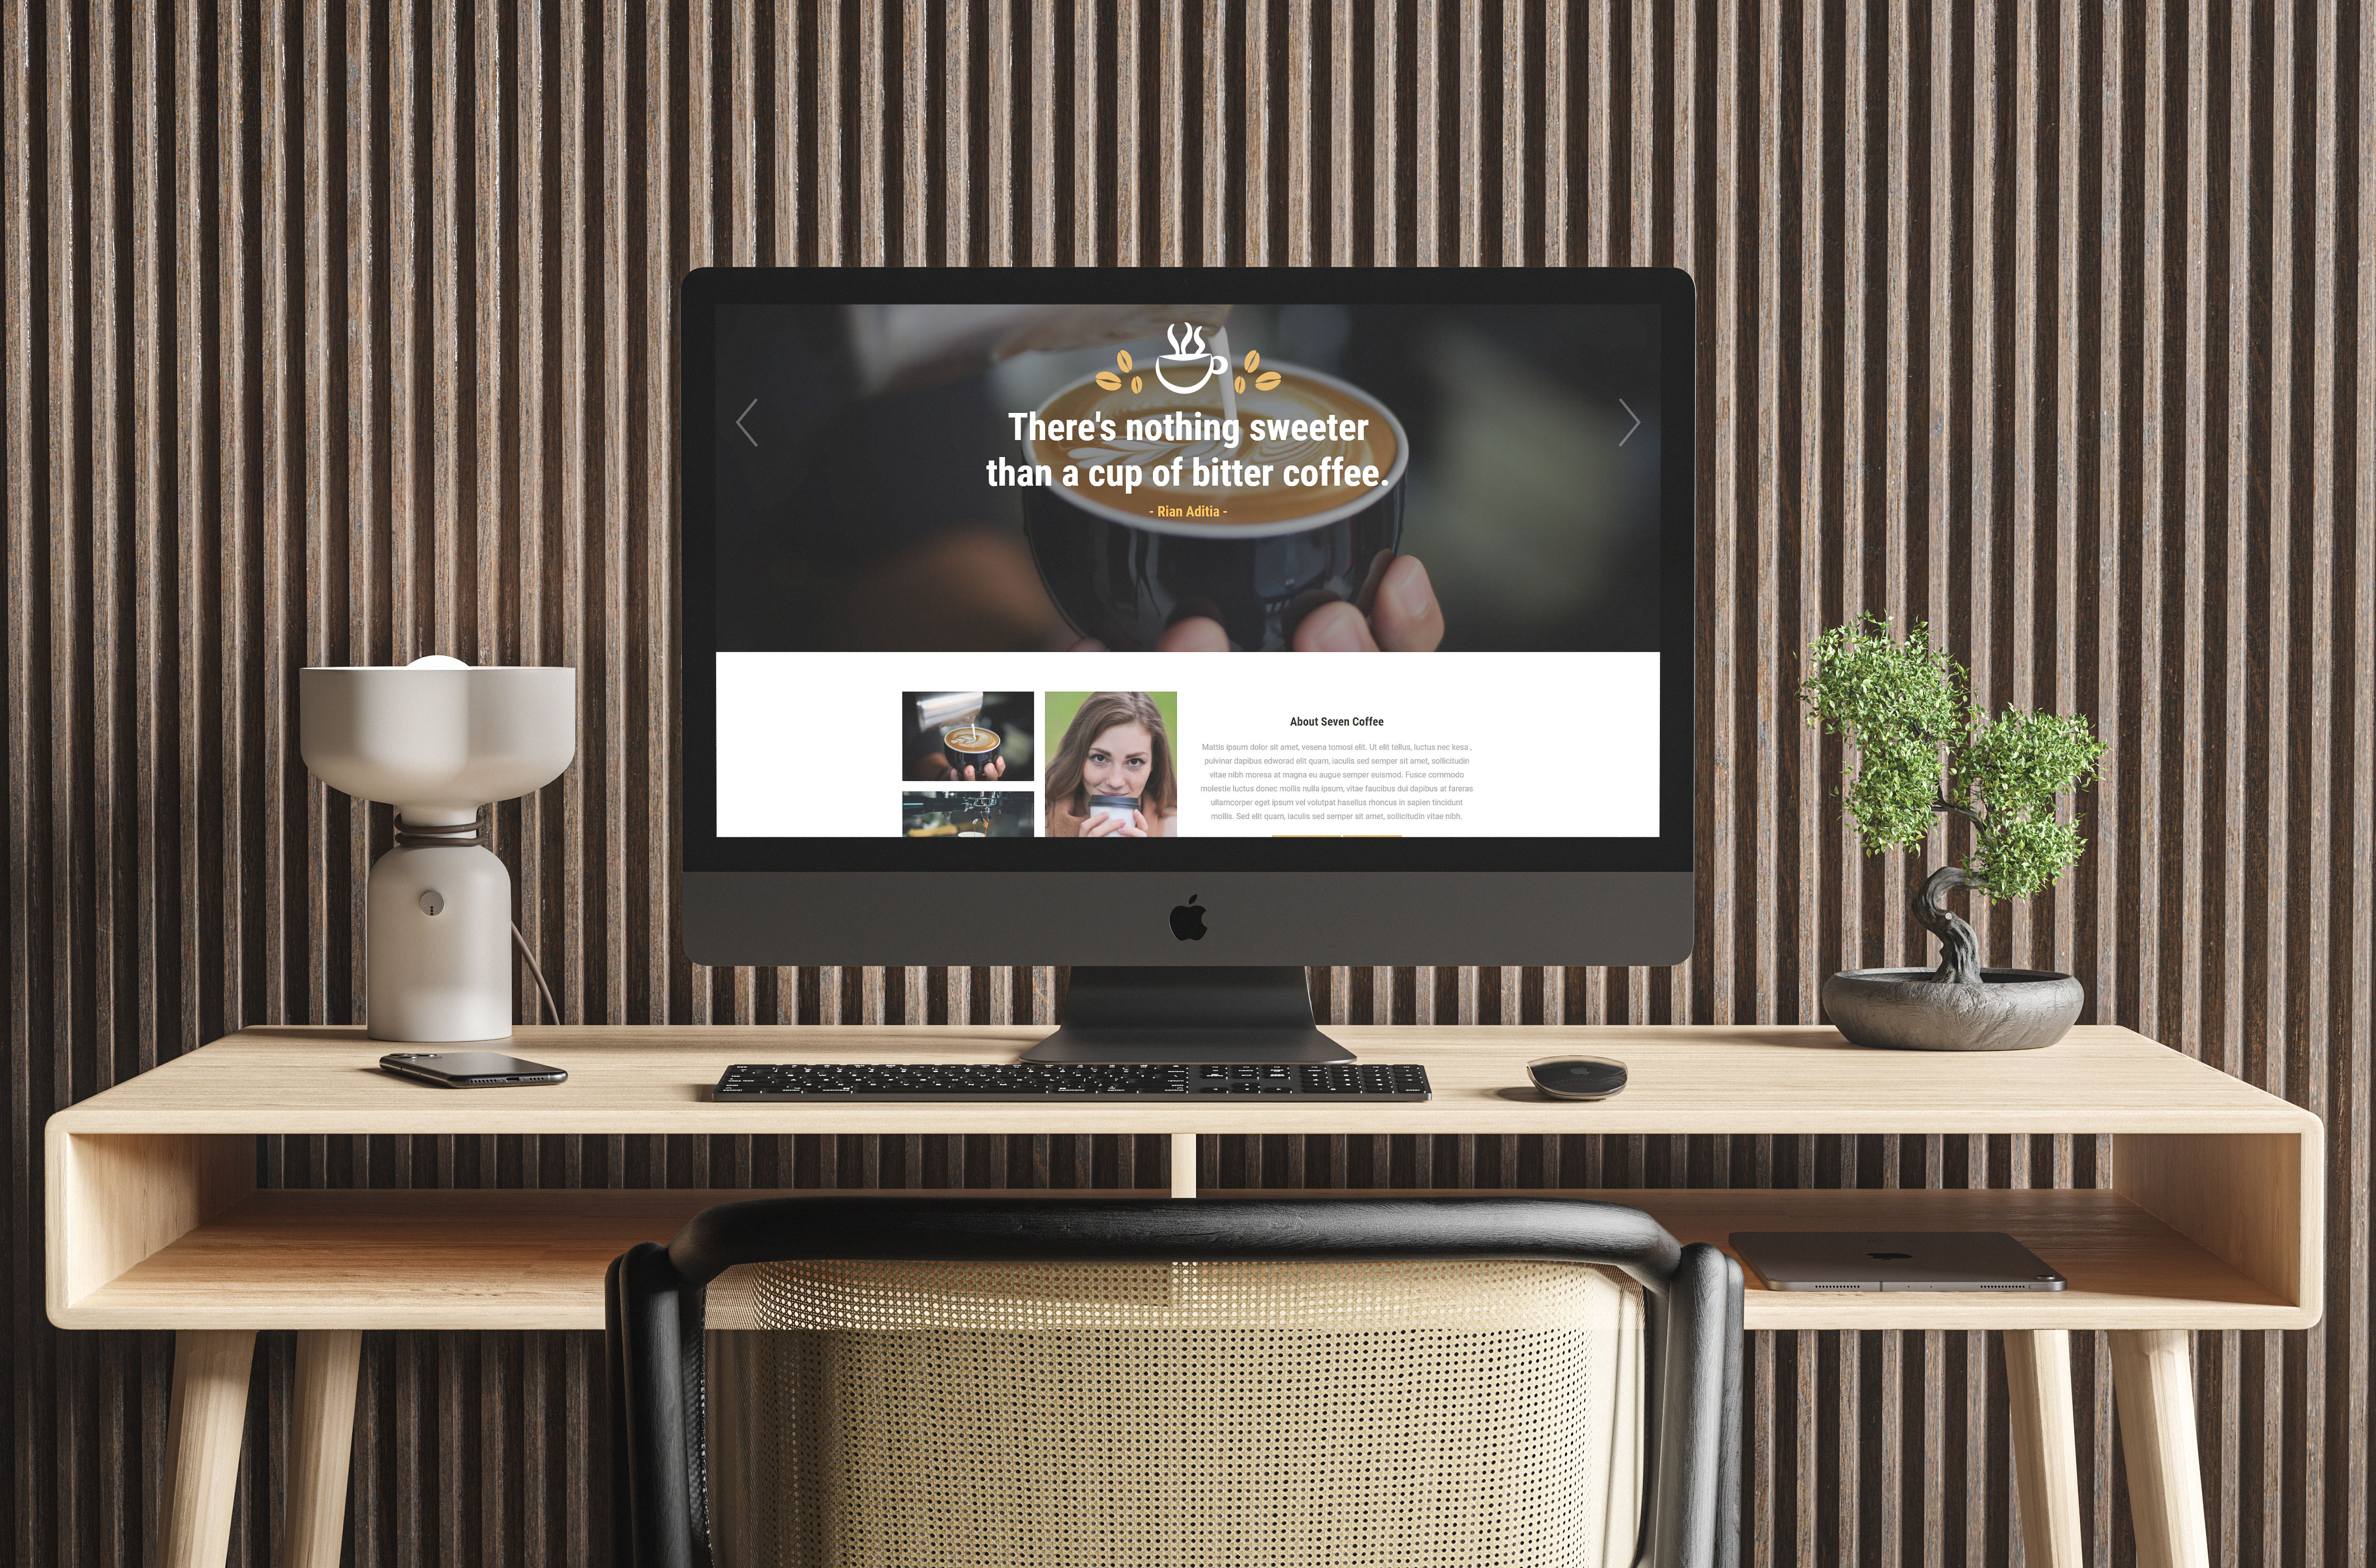 There's nothing sweeter
than a cup of bitter coffee.
- Rian Aditia -
About Seven Coffee
Mattis ipsum dolor sit amet, vesena tomosi elit. Ut elit tellus, luctus nec kesa ,
pulvinar dapibus edworad elit quam, iaculis sed semper sit amet, sollicitudin
vitae nibh moresa at magna eu augue semper euismod. Fusce commodo
molestie luctus donec mollis nulla ipsum, vitae faucibus dui dapibus at fareras
ullamcorper eget ipsum vel volutpat hasellus rhoncus in sapien tincidunt
mollis. Sed elit quam, iaculis sed semper sit amet, sollicitudin vitae nibh.